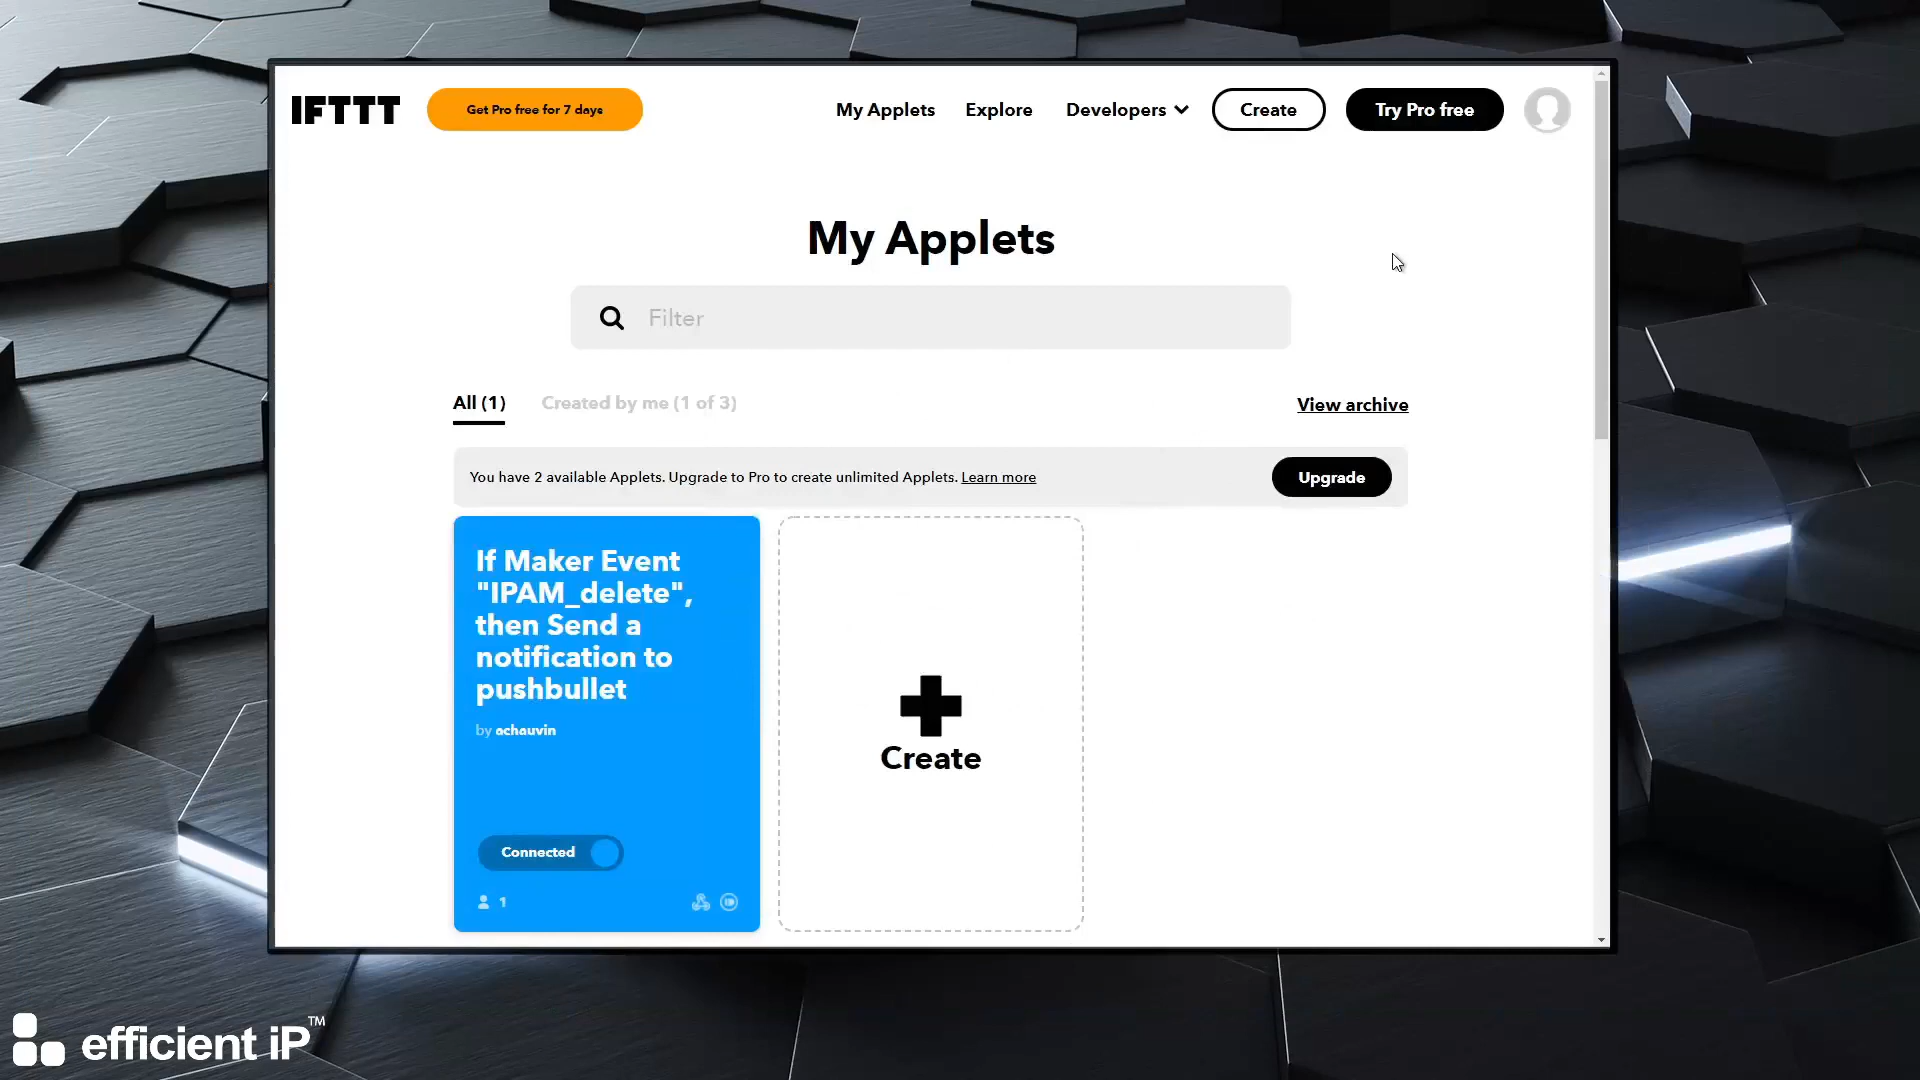 IFTTT
Get Pro free for 7 days
My Applets
Explore
Developers
Create
Try Pro free
My Applets
Filter
All (1)
Created by me (1 of 3)
View archive
You have 2 available Applets. Upgrade to Pro to create unlimited Applets. Learn more
Upgrade
If Maker Event
"IPAM_delete",
then Send a
notification to
pushbullet
by achauvin
Connected
1
Create
efficient iP™